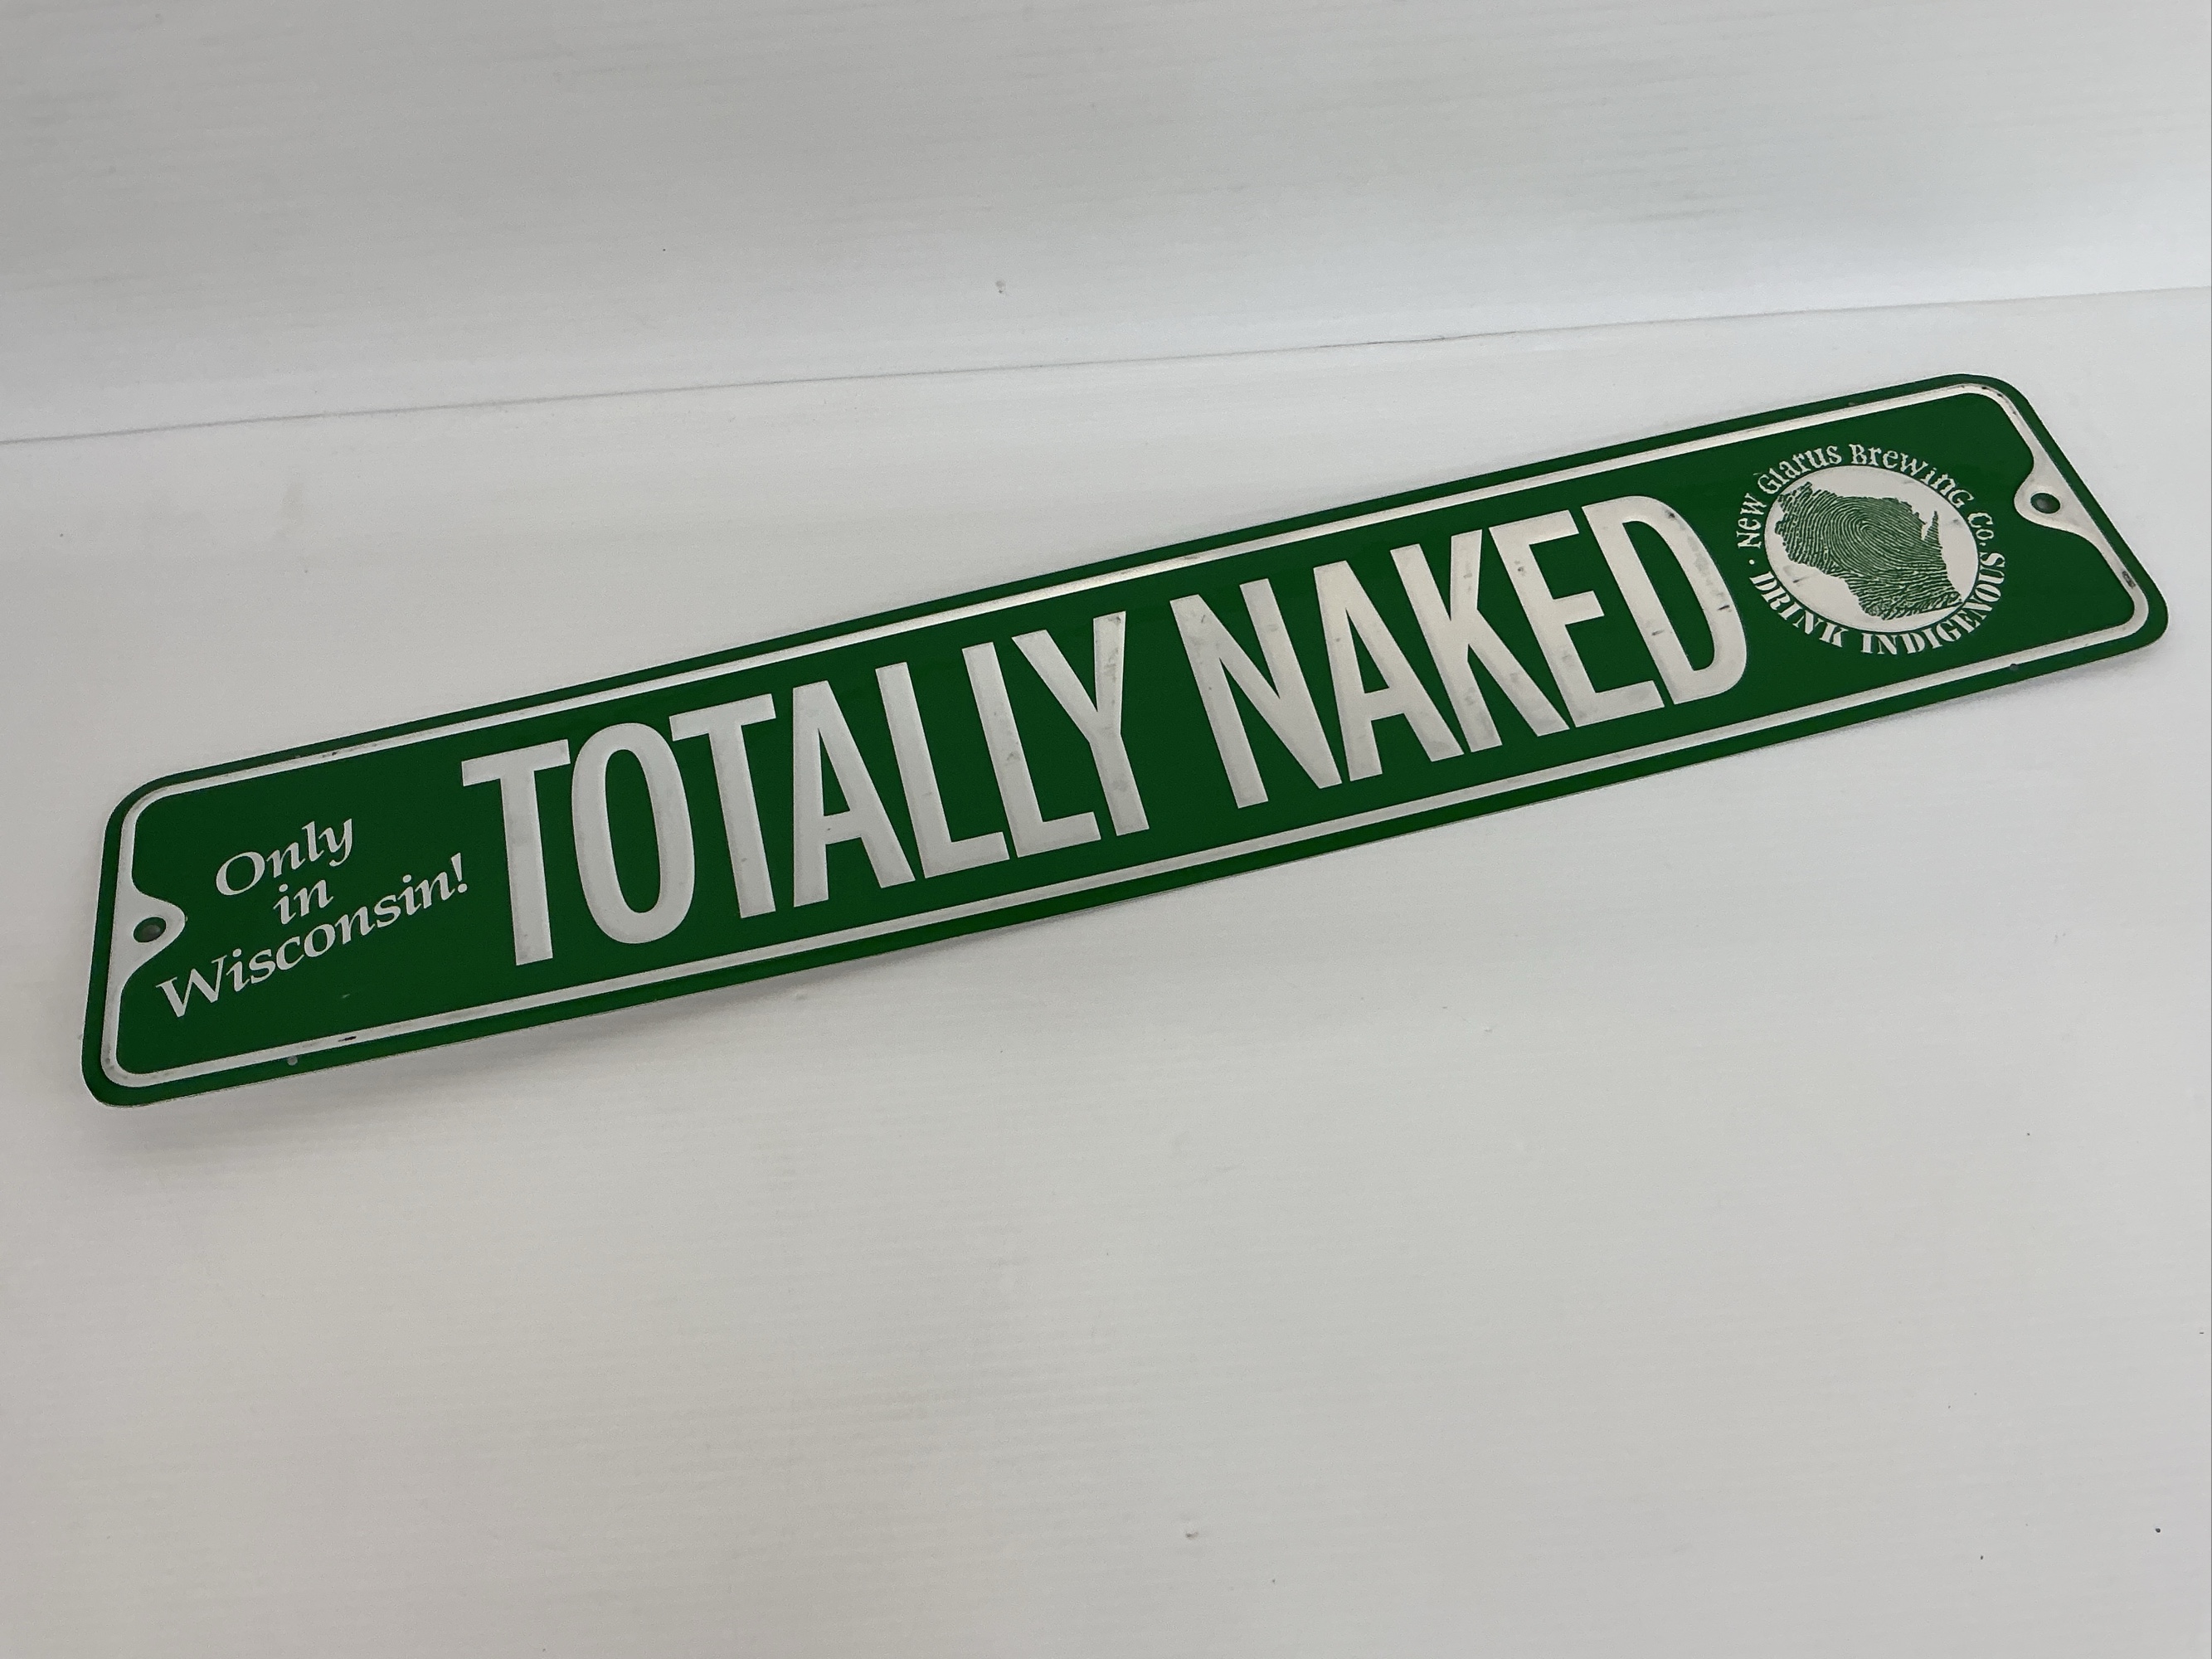 Only
in
Wisconsin!
TOTALLY NAKED
· NEW GLARUS BREWING CO. ·
DRINK INDIGENOUS